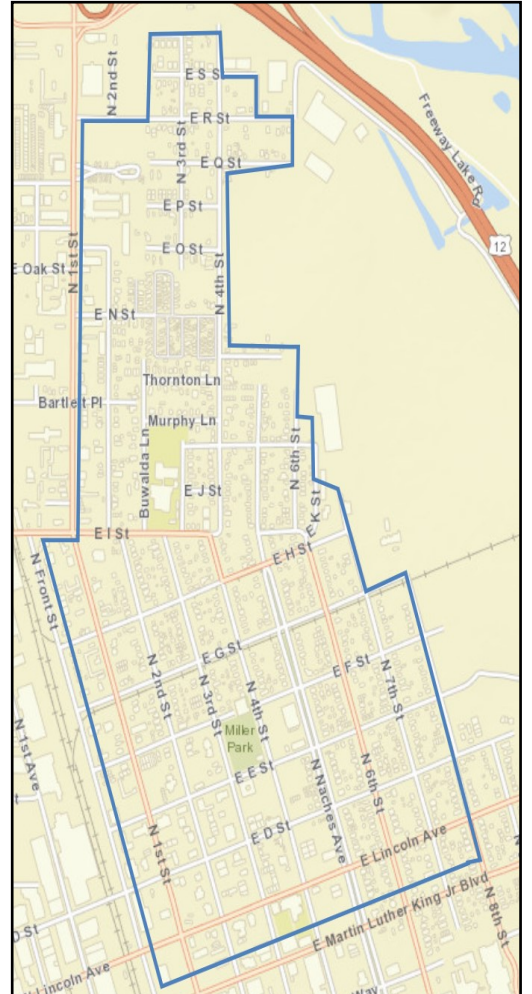 N 2nd St
E S S
E R St
N 3rd St
E Q St
Freeway Lake Rd
E P St
12
E O St
N 1st St
N 4th St
E Oak St
E N St
Thornton Ln
Bartlett Pl
Murphy Ln
Buwalda Ln
N 6th St
E J St
E K St
E I St
E H St
N Front St
E G St
E F St
N 2nd St
N 3rd St
N 4th St
N 7th St
Miller
Park
N 1st Ave
E E St
N Naches Ave
N 6th St
E D St
N 1st St
E Lincoln Ave
E Martin Luther King Jr Blvd
N 8th St
D St
Lincoln Ave
Way